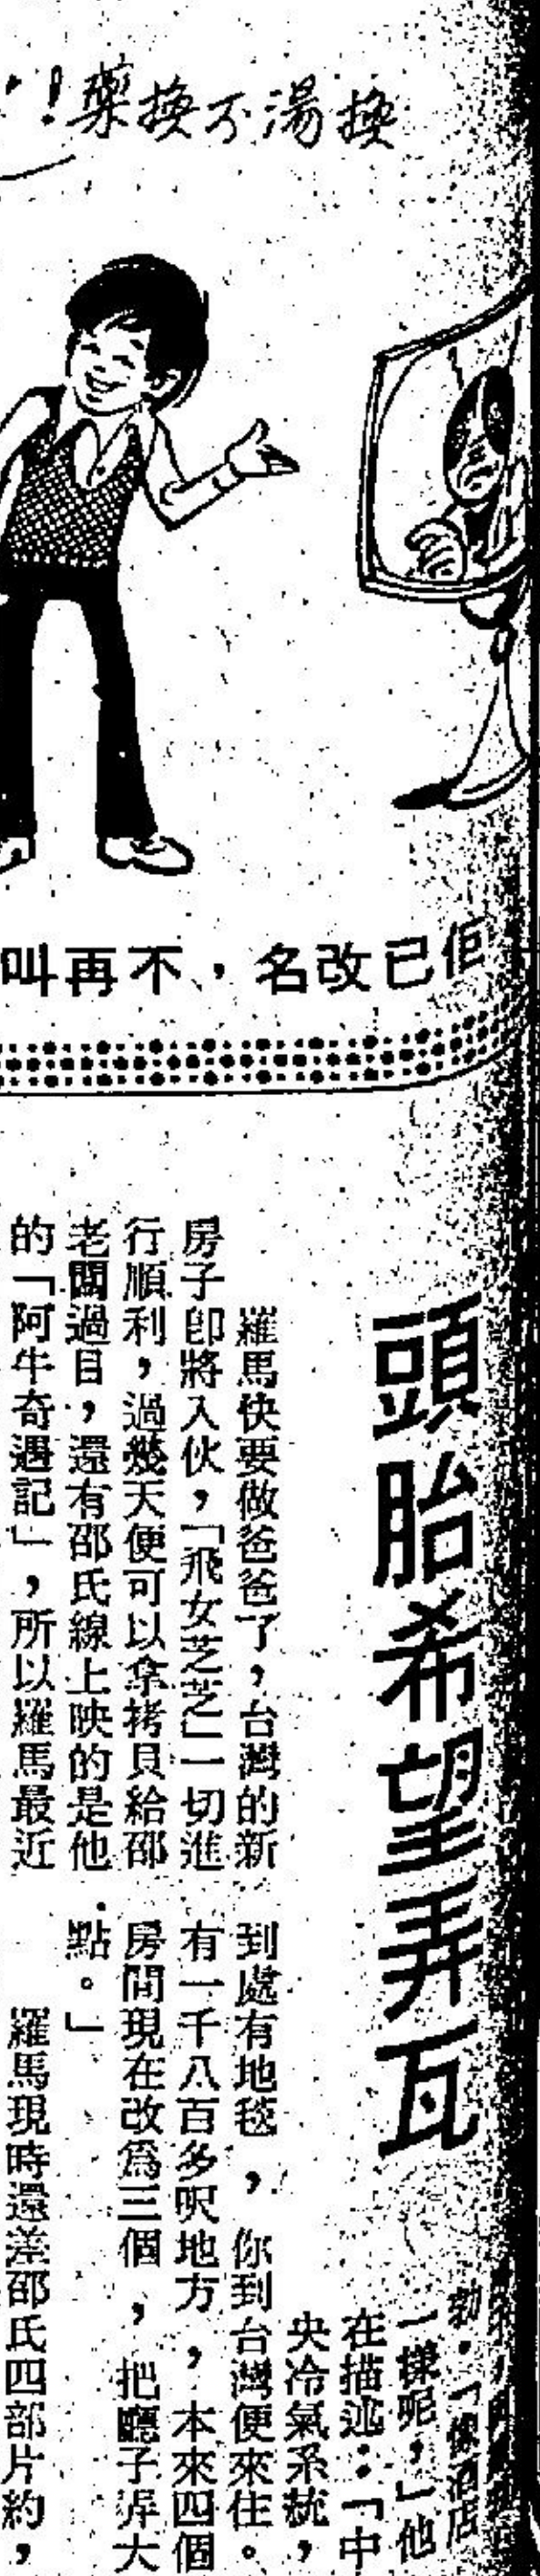 換湯不換藥!
佢已改名，不再叫
頭胎希望弄瓦
羅馬快要做爸爸了，台灣的新
房子即將入伙，「飛女芝芝」一切進
行順利，過幾天便可以拿拷貝給邵
老闆過目，還有邵氏線上映的是他
的「阿牛奇遇記」，所以羅馬最近
「像酒店
一樣呢，」他
在描述：「中
央冷氣系統，
到處有地毯，你到台灣便來住。
有一千八百多呎地方，本來四個
房間現在改為三個，把廳子弄大
點。」
羅馬現時還差邵氏四部片約，